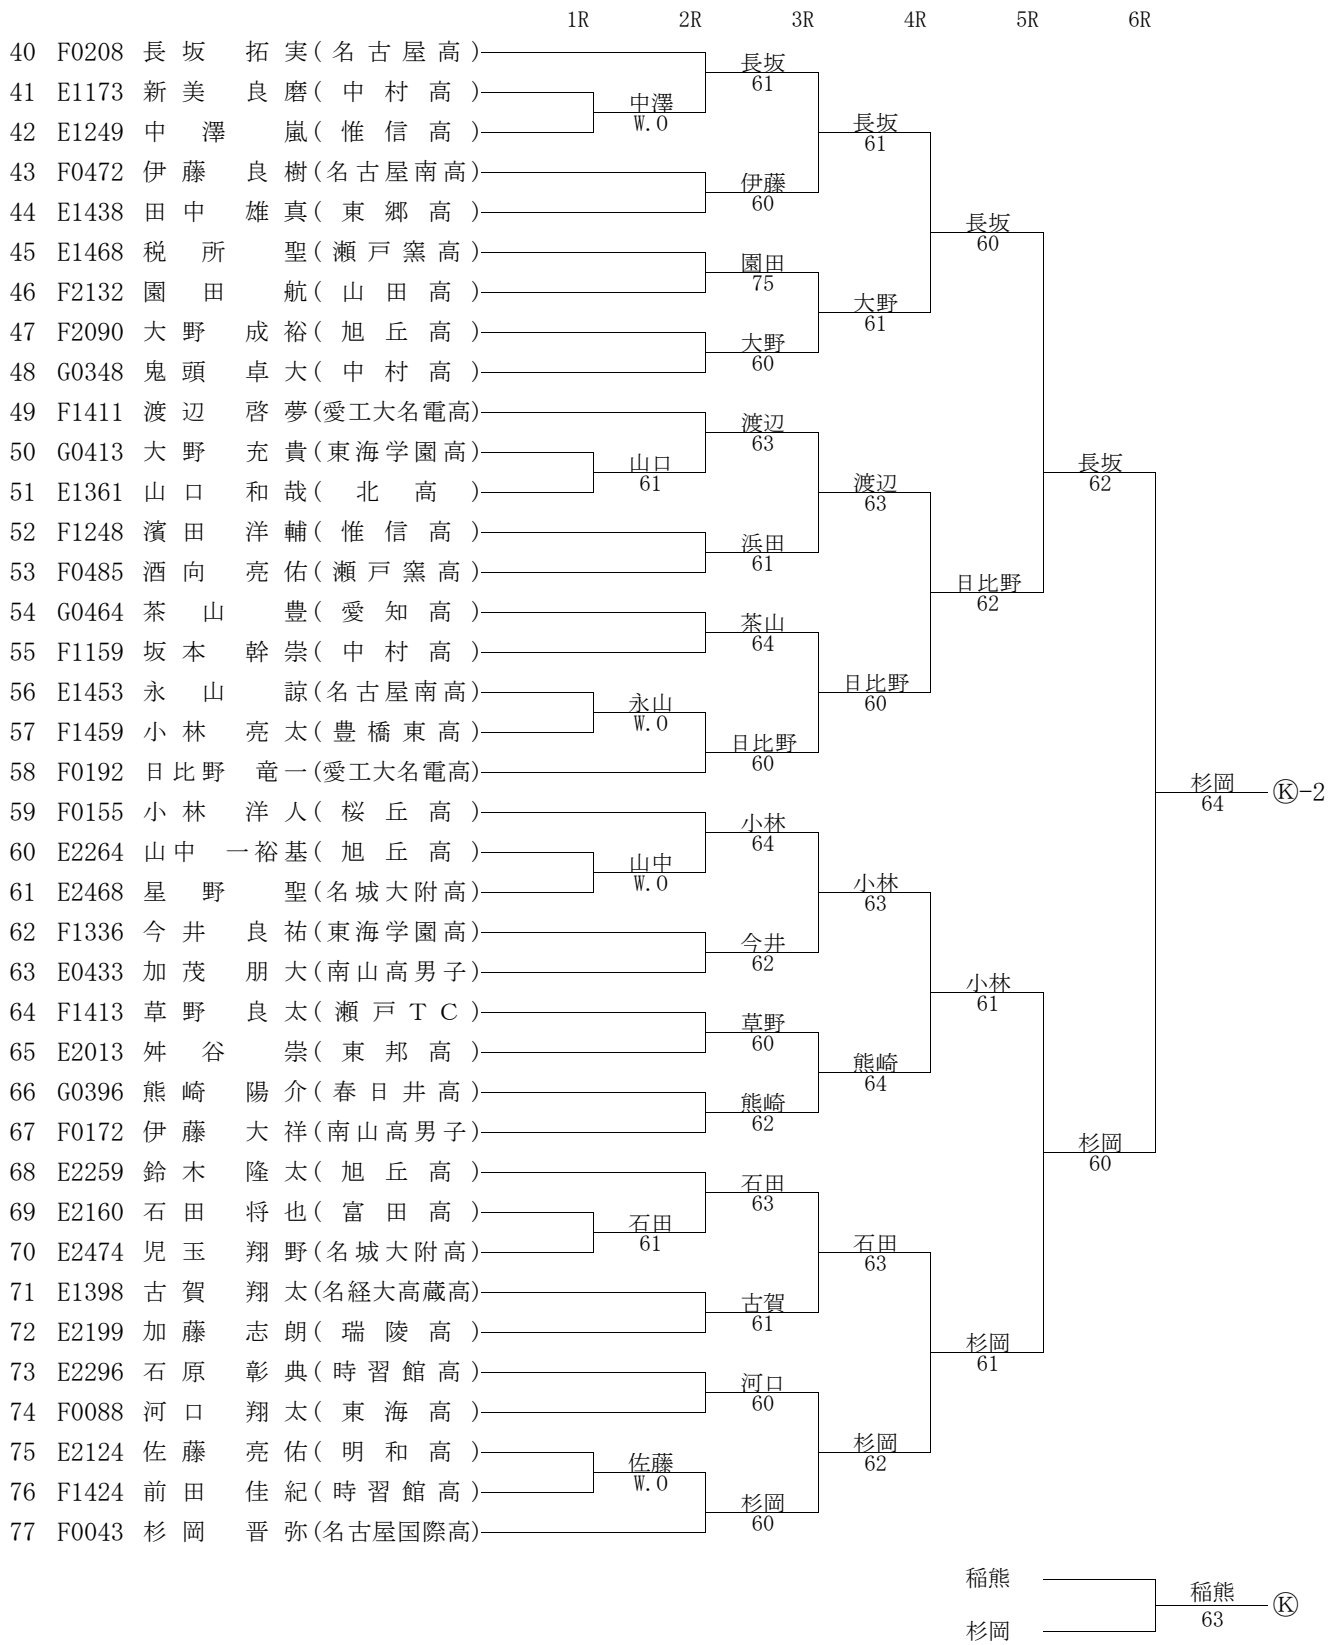 1R 2R 3R 4R 5R 6R
40 F0208 長坂 拓実(名古屋高)
長坂
61
41 E1173 新美 良磨(中村高)
中澤
W.O
42 E1249 中澤 嵐(惟信高)
長坂
61
43 F0472 伊藤 良樹(名古屋南高)
伊藤
60
44 E1438 田中 雄真(東郷高)
長坂
60
45 E1468 税所 聖(瀬戸窯高)
園田
75
46 F2132 園田 航(山田高)
大野
61
47 F2090 大野 成裕(旭丘高)
大野
60
48 G0348 鬼頭 卓大(中村高)
49 F1411 渡辺 啓夢(愛工大名電高)
渡辺
63
50 G0413 大野 充貴(東海学園高)
山口
61
長坂
62
51 E1361 山口 和哉(北高)
渡辺
63
52 F1248 濱田 洋輔(惟信高)
浜田
61
53 F0485 酒向 亮佑(瀬戸窯高)
日比野
62
54 G0464 茶山 豊(愛知高)
茶山
64
55 F1159 坂本 幹崇(中村高)
56 E1453 永山 諒(名古屋南高)
日比野
60
永山
W.O
57 F1459 小林 亮太(豊橋東高)
日比野
60
58 F0192 日比野 竜一(愛工大名電高)
杉岡
64
Ⓚ-2
59 F0155 小林 洋人(桜丘高)
小林
64
60 E2264 山中 一裕基(旭丘高)
山中
W.O
61 E2468 星野 聖(名城大附高)
小林
63
62 F1336 今井 良祐(東海学園高)
今井
62
63 E0433 加茂 朋大(南山高男子)
小林
61
64 F1413 草野 良太(瀬戸TC)
草野
60
65 E2013 舛谷 崇(東邦高)
熊崎
64
66 G0396 熊崎 陽介(春日井高)
熊崎
62
67 F0172 伊藤 大祥(南山高男子)
杉岡
60
68 E2259 鈴木 隆太(旭丘高)
石田
63
69 E2160 石田 将也(富田高)
石田
61
70 E2474 児玉 翔野(名城大附高)
石田
63
71 E1398 古賀 翔太(名経大高蔵高)
古賀
61
72 E2199 加藤 志朗(瑞陵高)
杉岡
61
73 E2296 石原 彰典(時習館高)
河口
60
74 F0088 河口 翔太(東海高)
75 E2124 佐藤 亮佑(明和高)
杉岡
62
佐藤
W.O
76 F1424 前田 佳紀(時習館高)
杉岡
60
77 F0043 杉岡 晋弥(名古屋国際高)
稲熊
稲熊
63
Ⓚ
杉岡